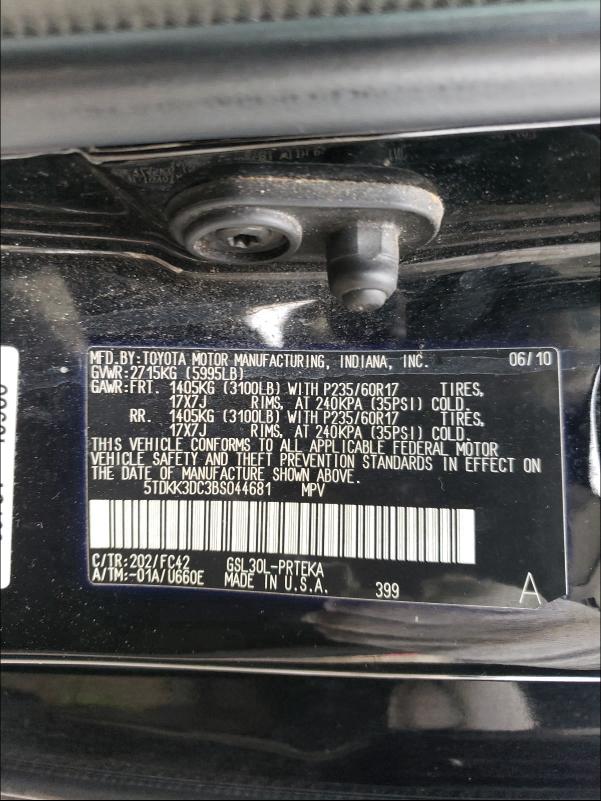 MFD.BY:TOYOTA MOTOR MANUFACTURING, INDIANA, INC. 06/10
GVWR:2715KG (5995LB)
GAWR:FRT. 1405KG (3100LB) WITH P235/60R17 TIRES,
17X7J RIMS, AT 240KPA (35PSI) COLD.
RR. 1405KG (3100LB) WITH P235/60R17 TIRES,
17X7J RIMS, AT 240KPA (35PSI) COLD.
THIS VEHICLE CONFORMS TO ALL APPLICABLE FEDERAL MOTOR
VEHICLE SAFETY AND THEFT PREVENTION STANDARDS IN EFFECT ON
THE DATE OF MANUFACTURE SHOWN ABOVE.
5TDKK3DC3BS044681 MPV
C/TR:202/FC42 GSL30L-PRTEKA
A/TM:-01A/U660E MADE IN U.S.A. 399 A